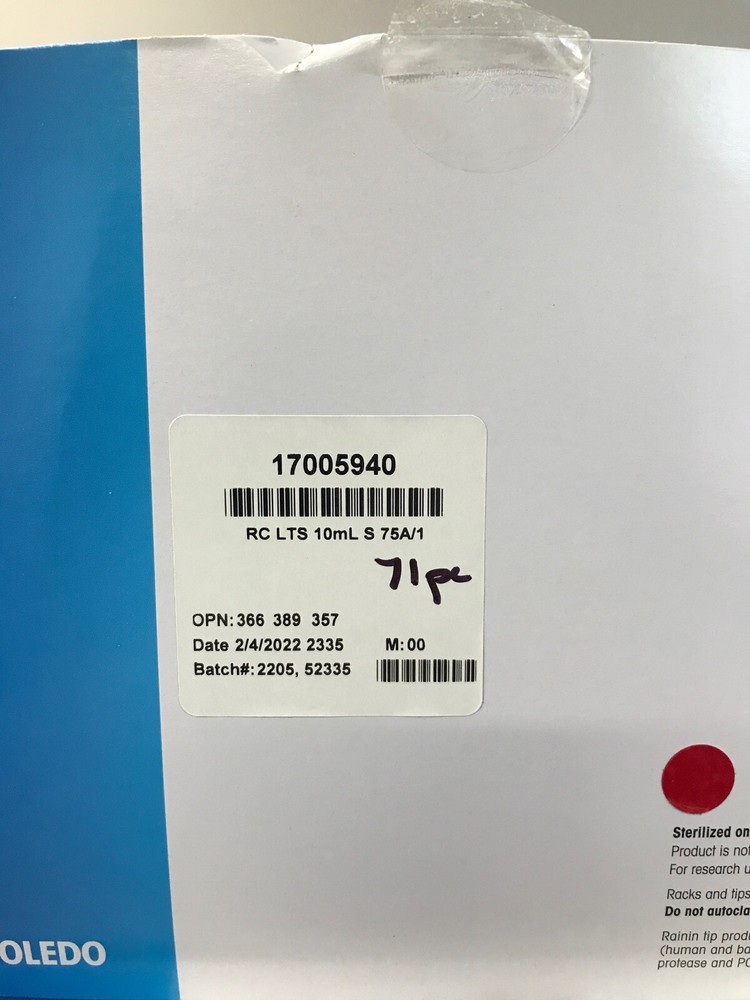 17005940
RC LTS 10mL S 75A/1
71 pc
OPN: 366 389 357
Date 2/4/2022 2335 M: 00
Batch#: 2205, 52335
Sterilized on
Product is not
For research u
Racks and tips
Do not autocla
Rainin tip produ
(human and ba
protease and PC
OLEDO